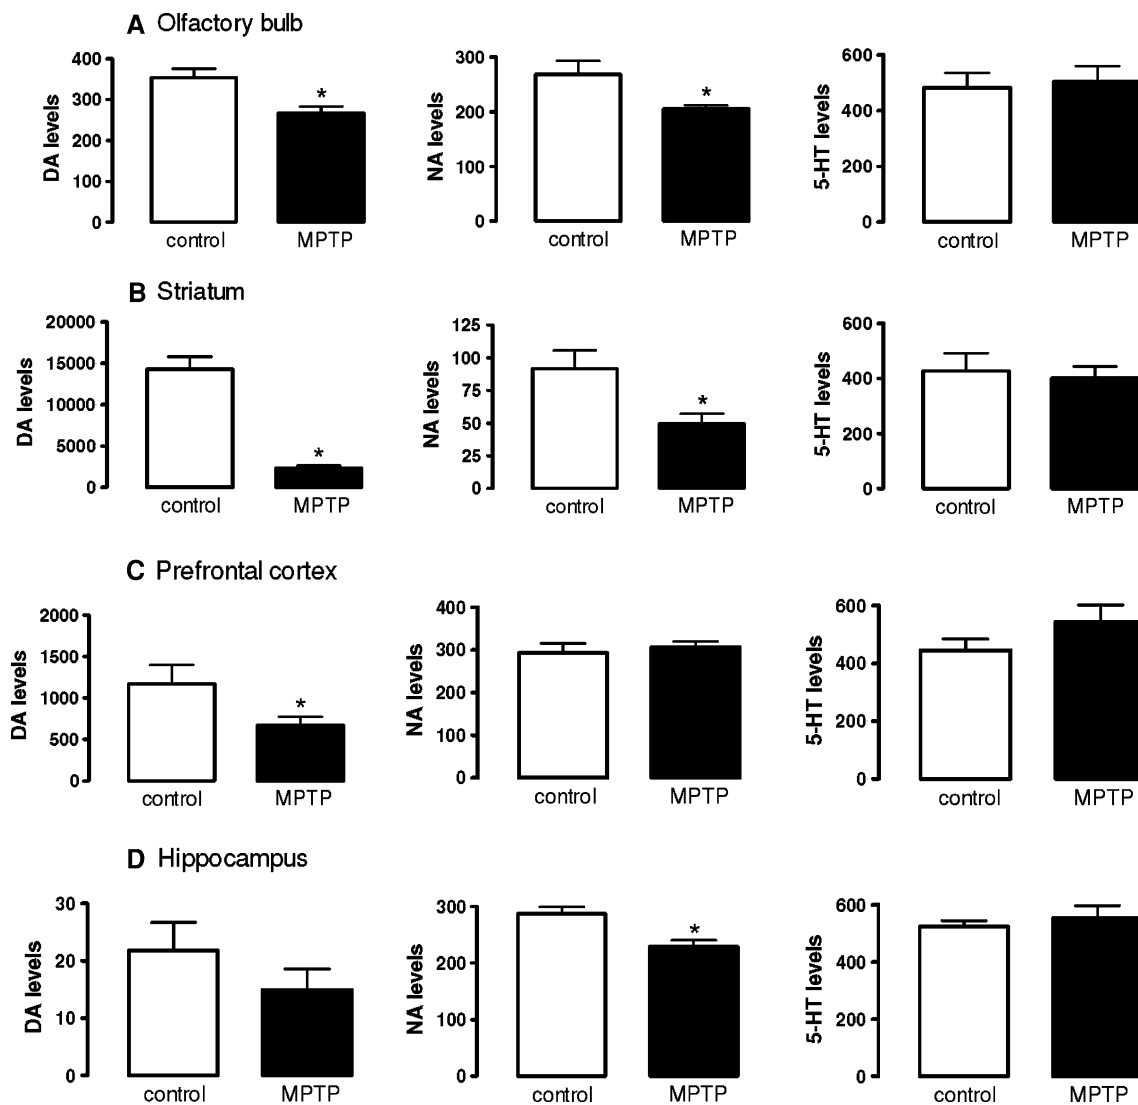 A Olfactory bulb
400
300
200
100
0
DA levels
*
control MPTP
300
200
100
0
NA levels
*
control MPTP
600
400
200
0
5-HT levels
control MPTP
B Striatum
20000
15000
10000
5000
0
DA levels
*
control MPTP
125
100
75
50
25
0
NA levels
*
control MPTP
600
400
200
0
5-HT levels
control MPTP
C Prefrontal cortex
2000
1500
1000
500
0
DA levels
*
control MPTP
400
300
200
100
0
NA levels
control MPTP
600
400
200
0
5-HT levels
control MPTP
D Hippocampus
30
20
10
0
DA levels
control MPTP
300
200
100
0
NA levels
*
control MPTP
600
400
200
0
5-HT levels
control MPTP